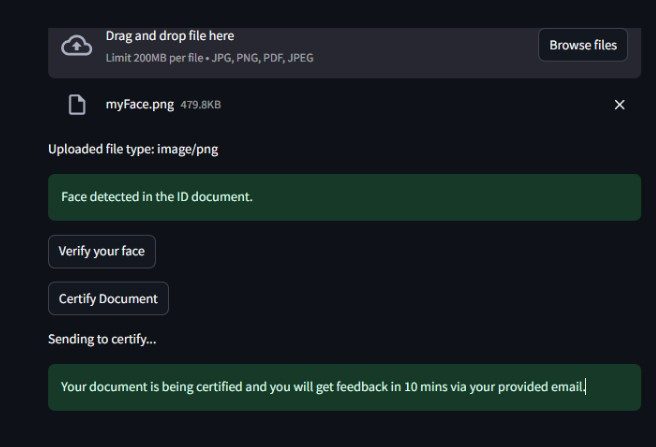 Drag and drop file here
Browse files
Limit 200MB per file • JPG, PNG, PDF, JPEG
myFace.png 479.8KB
Uploaded file type: image/png
Face detected in the ID document.
Verify your face
Certify Document
Sending to certify...
Your document is being certified and you will get feedback in 10 mins via your provided email.